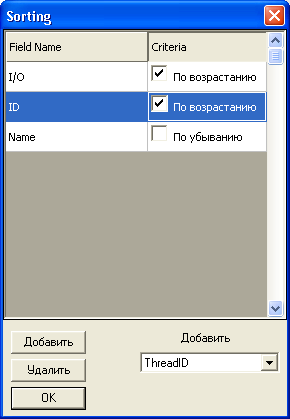 Sorting
Field Name Criteria
I/O По возрастанию
ID По возрастанию
Name По убыванию
Добавить Добавить
Удалить ThreadID
OK